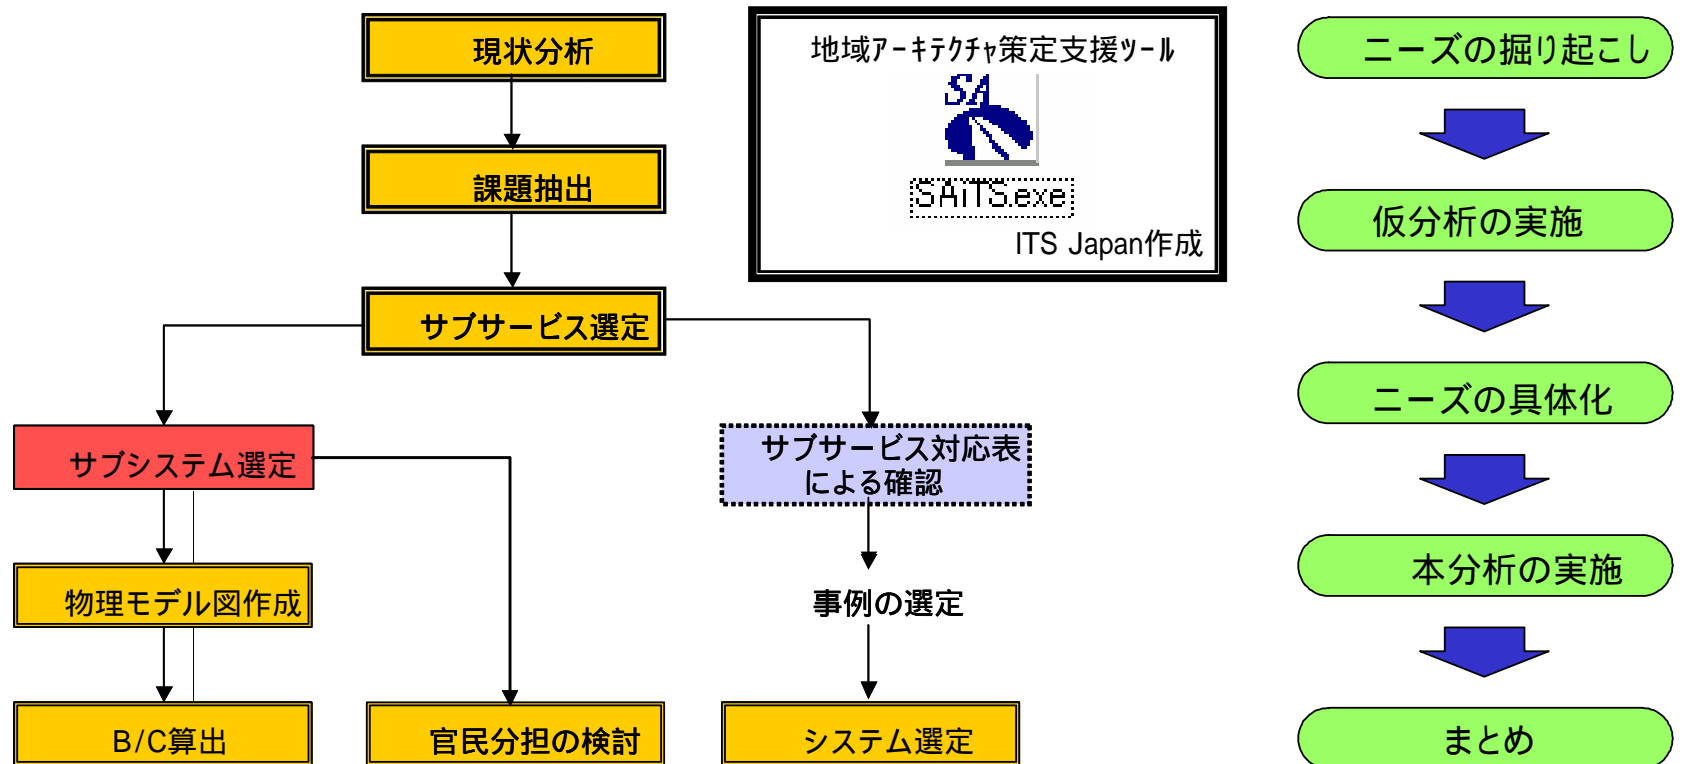 現状分析
課題抽出
サブサービス選定
サブシステム選定
物理モデル図作成
B/C算出
官民分担の検討
サブサービス対応表
による確認
事例の選定
システム選定
地域ｱｰｷﾃｸﾁｬ策定支援ﾂｰﾙ
SA
SAiTS.exe
ITS Japan作成
ニーズの掘り起こし
仮分析の実施
ニーズの具体化
本分析の実施
まとめ